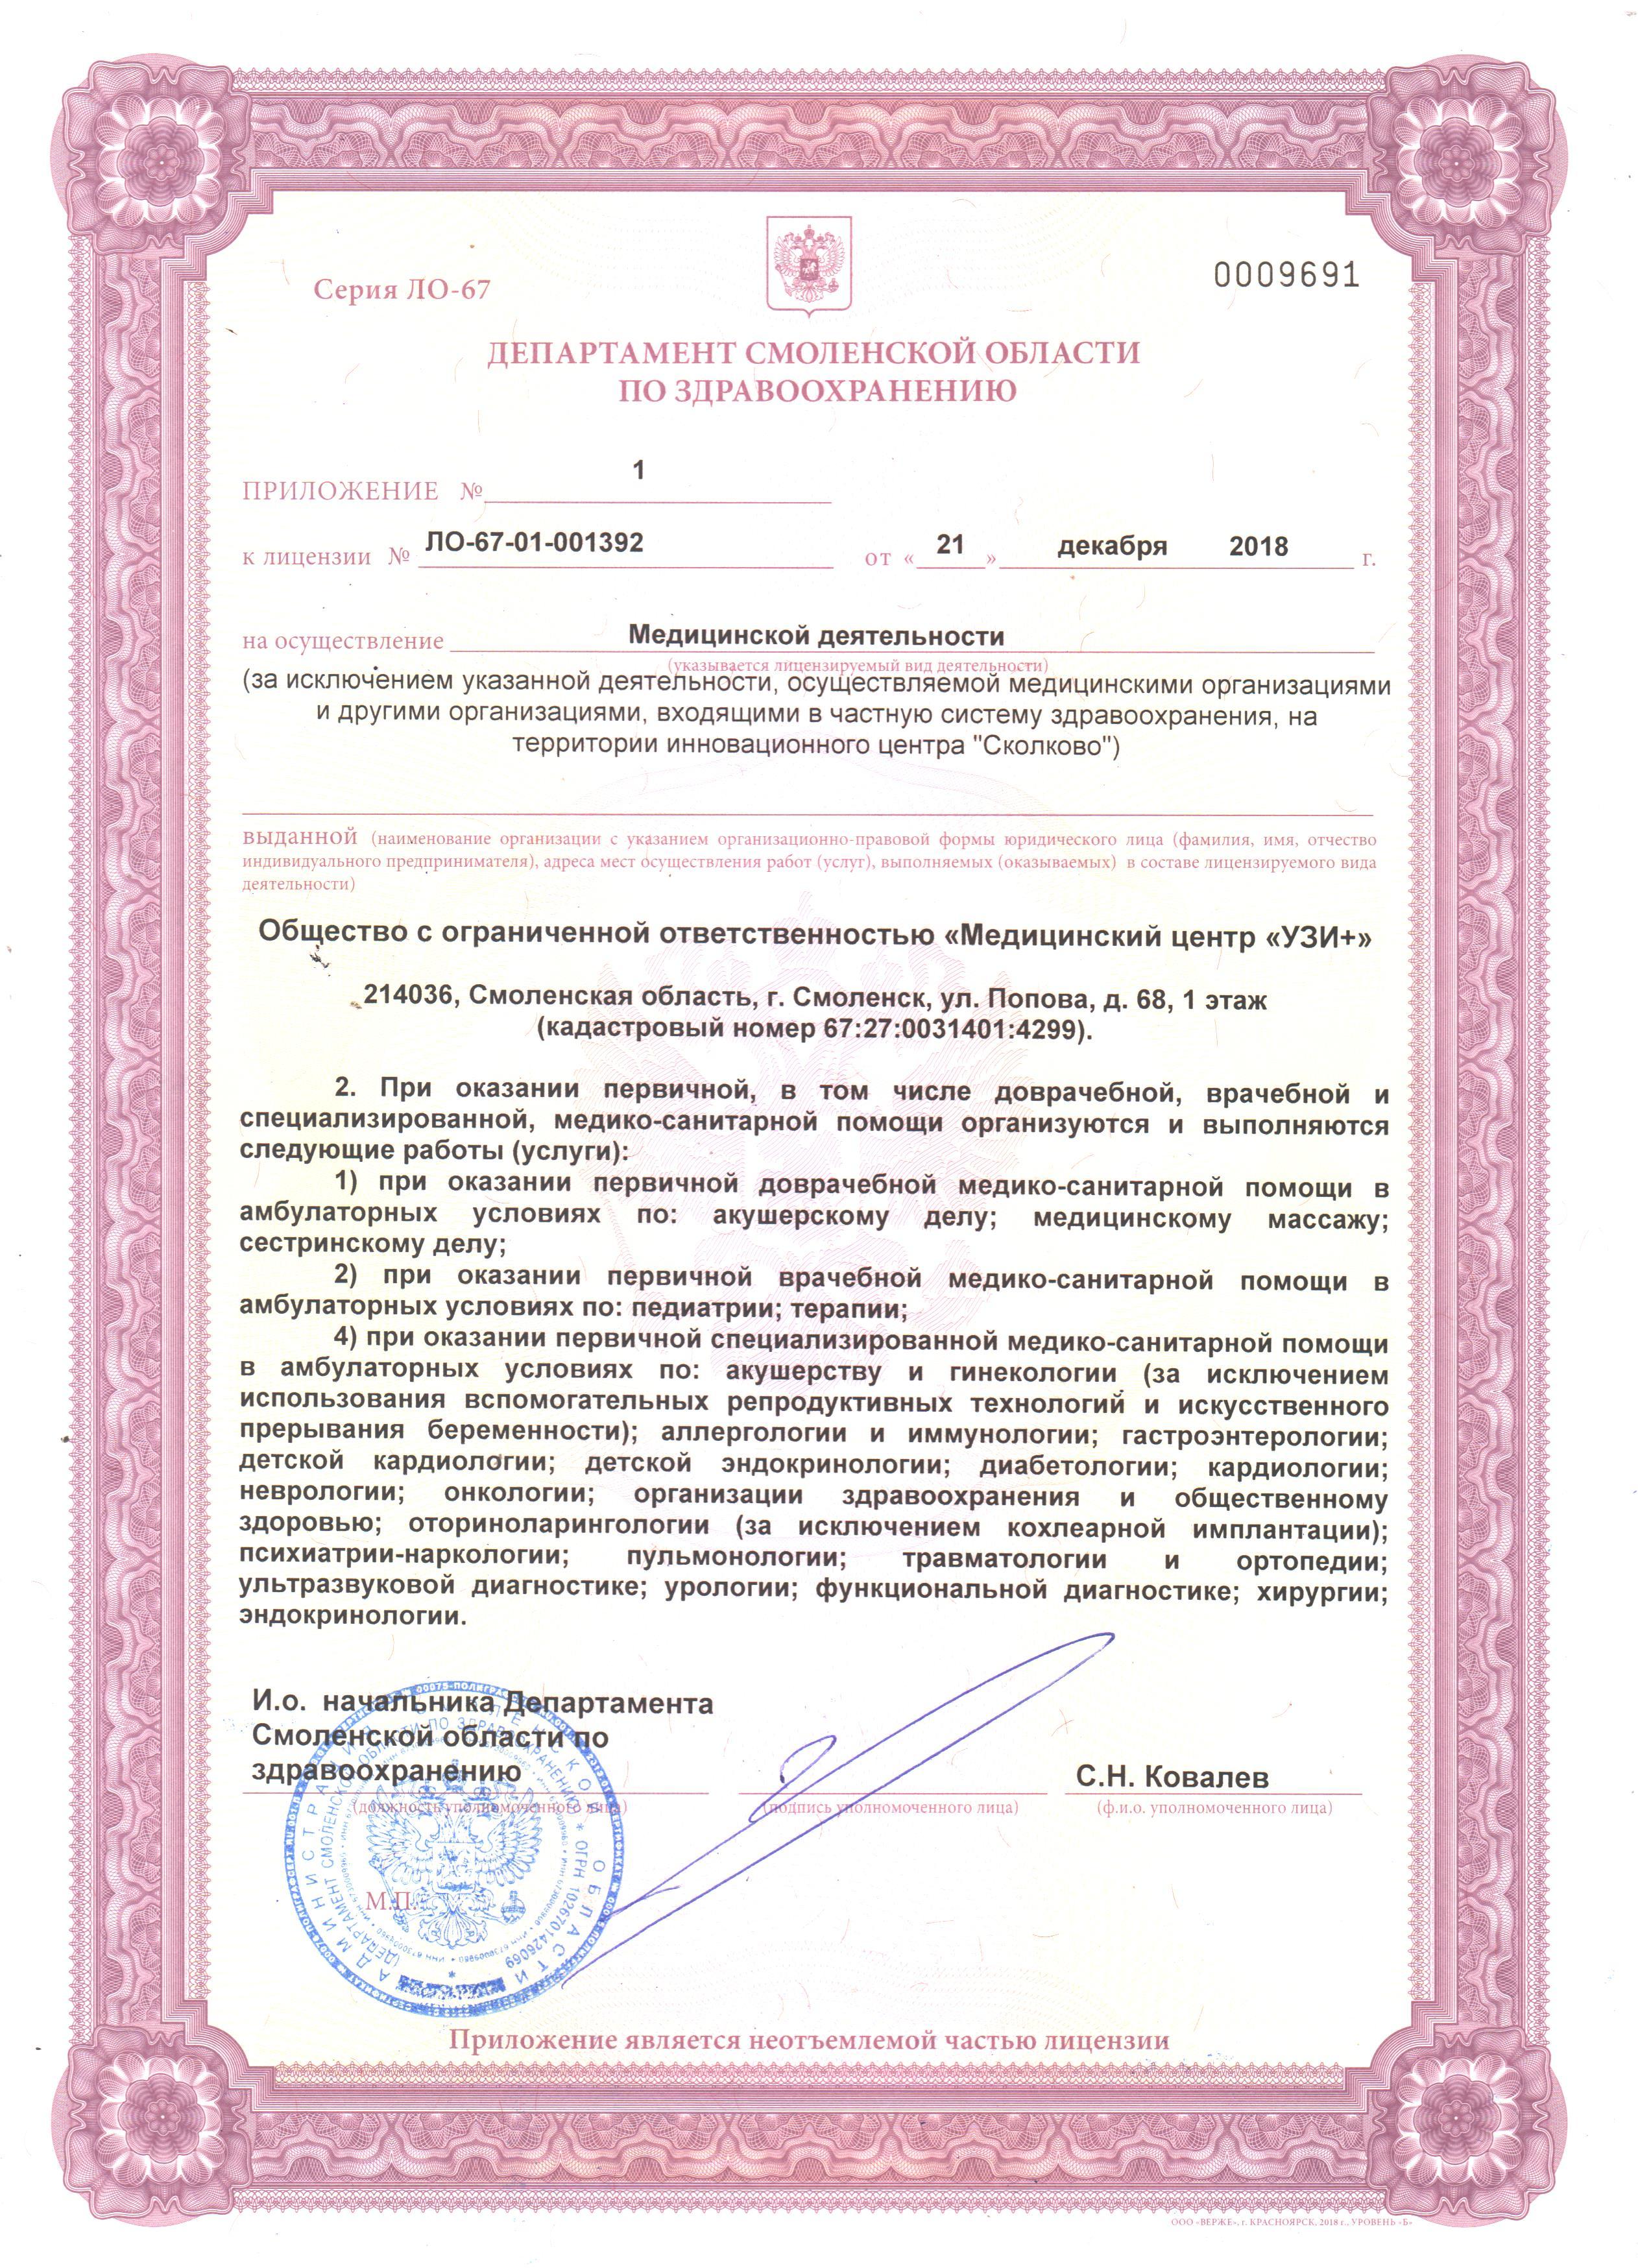 Серия ЛО-67
0009691
ДЕПАРТАМЕНТ СМОЛЕНСКОЙ ОБЛАСТИ
ПО ЗДРАВООХРАНЕНИЮ
1
ПРИЛОЖЕНИЕ №
к лицензии № ЛО-67-01-001392 от « 21 » декабря 2018 г.
на осуществление Медицинской деятельности
(указывается лицензируемый вид деятельности)
(за исключением указанной деятельности, осуществляемой медицинскими организациями
и другими организациями, входящими в частную систему здравоохранения, на
территории инновационного центра "Сколково")
выданной (наименование организации с указанием организационно-правовой формы юридического лица (фамилия, имя, отчество
индивидуального предпринимателя), адреса мест осуществления работ (услуг), выполняемых (оказываемых) в составе лицензируемого вида
деятельности)
Общество с ограниченной ответственностью «Медицинский центр «УЗИ+»
214036, Смоленская область, г. Смоленск, ул. Попова, д. 68, 1 этаж
(кадастровый номер 67:27:0031401:4299).
2. При оказании первичной, в том числе доврачебной, врачебной и
специализированной, медико-санитарной помощи организуются и выполняются
следующие работы (услуги):
1) при оказании первичной доврачебной медико-санитарной помощи в
амбулаторных условиях по: акушерскому делу; медицинскому массажу;
сестринскому делу;
2) при оказании первичной врачебной медико-санитарной помощи в
амбулаторных условиях по: педиатрии; терапии;
4) при оказании первичной специализированной медико-санитарной помощи
в амбулаторных условиях по: акушерству и гинекологии (за исключением
использования вспомогательных репродуктивных технологий и искусственного
прерывания беременности); аллергологии и иммунологии; гастроэнтерологии;
детской кардиологии; детской эндокринологии; диабетологии; кардиологии;
неврологии; онкологии; организации здравоохранения и общественному
здоровью; оториноларингологии (за исключением кохлеарной имплантации);
психиатрии-наркологии; пульмонологии; травматологии и ортопедии;
ультразвуковой диагностике; урологии; функциональной диагностике; хирургии;
эндокринологии.
И.о. начальника Департамента
Смоленской области по
здравоохранению
С.Н. Ковалев
(должность уполномоченного лица)
(подпись уполномоченного лица)
(ф.и.о. уполномоченного лица)
М.П.
АДМИНИСТРАЦИЯ СМОЛЕНСКОЙ ОБЛАСТИ
(ДЕПАРТАМЕНТ СМОЛЕНСКОЙ ОБЛАСТИ ПО ЗДРАВООХРАНЕНИЮ) * ОГРН 1026701426069
Приложение является неотъемлемой частью лицензии
ООО «ВЕРЖЕ», г. КРАСНОЯРСК, 2018 г., УРОВЕНЬ «Б»